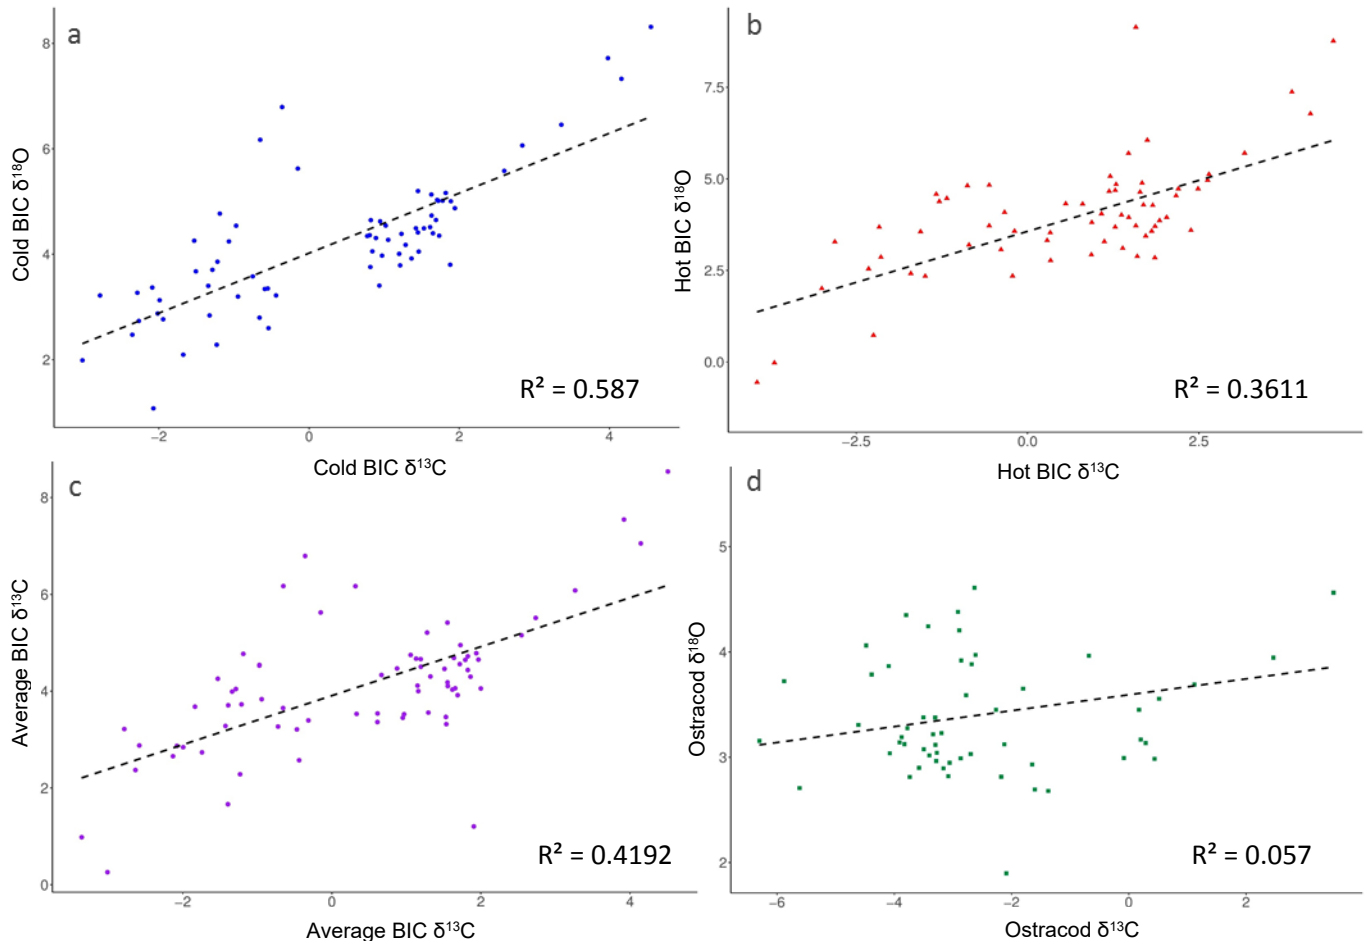 a
8
6
4
2
Cold BIC δ¹⁸O
R² = 0.587
−2
0
2
4
Cold BIC δ¹³C
b
7.5
5.0
2.5
0.0
Hot BIC δ¹⁸O
R² = 0.3611
−2.5
0.0
2.5
Hot BIC δ¹³C
c
8
6
4
2
0
Average BIC δ¹³C
R² = 0.4192
−2
0
2
4
Average BIC δ¹³C
d
5
4
3
2
Ostracod δ¹⁸O
R² = 0.057
−6
−4
−2
0
2
Ostracod δ¹³C